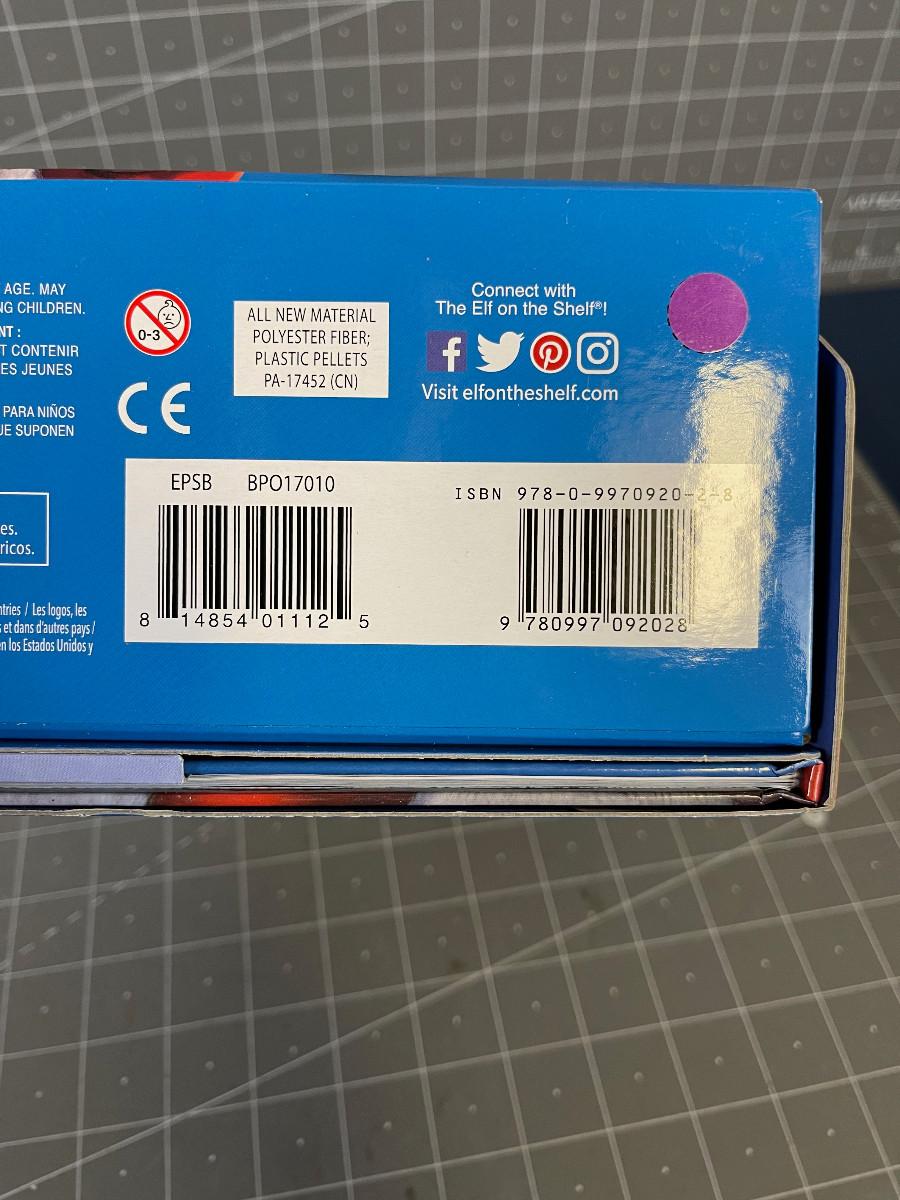 AGE. MAY
NG CHILDREN.
NT :
T CONTENIR
ES JEUNES
PARA NIÑOS
UE SUPONEN
es.
ricos.
ntries / Les logos, les
s et dans d'autres pays /
en los Estados Unidos y
0-3
CE
ALL NEW MATERIAL
POLYESTER FIBER;
PLASTIC PELLETS
PA-17452 (CN)
Connect with
The Elf on the Shelf®!
f
Visit elfontheshelf.com
EPSB BPO17010
8 14854 01112 5
ISBN 978-0-9970920-2-8
9 780997 092028